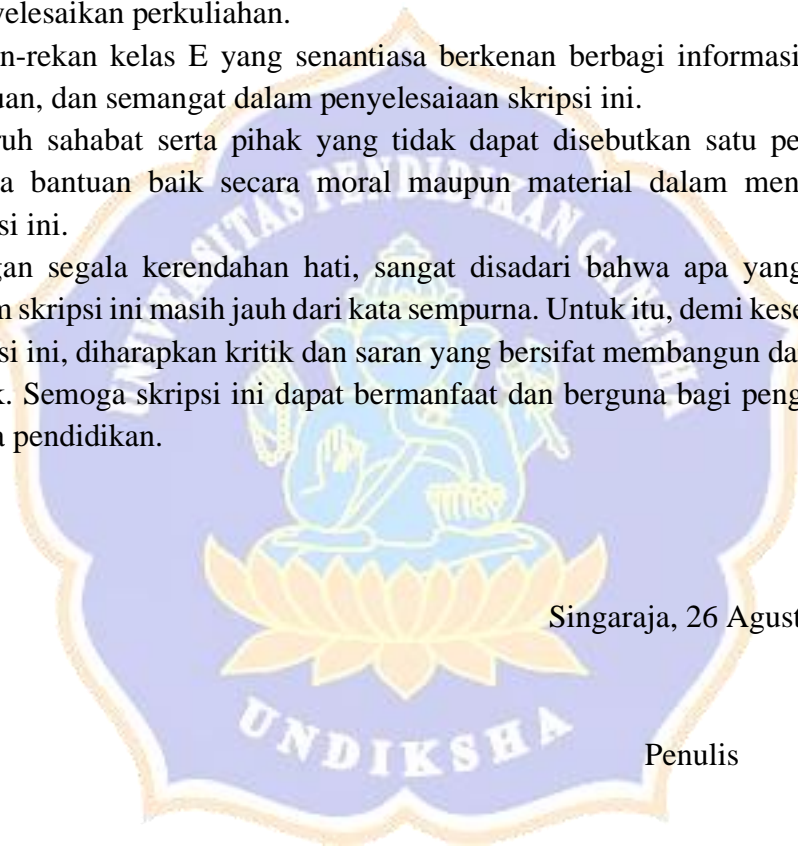 yelesaikan perkuliahan.
n-rekan kelas E yang senantiasa berkenan berbagi informasi
uan, dan semangat dalam penyelesaiaan skripsi ini.
ruh sahabat serta pihak yang tidak dapat disebutkan satu pe
a bantuan baik secara moral maupun material dalam men
si ini.
gan segala kerendahan hati, sangat disadari bahwa apa yang
n skripsi ini masih jauh dari kata sempurna. Untuk itu, demi kese
si ini, diharapkan kritik dan saran yang bersifat membangun da
k. Semoga skripsi ini dapat bermanfaat dan berguna bagi peng
a pendidikan.
UNIVERSITAS PENDIDIKAN GANESHA
Singaraja, 26 Agust
UNDIKSHA
Penulis